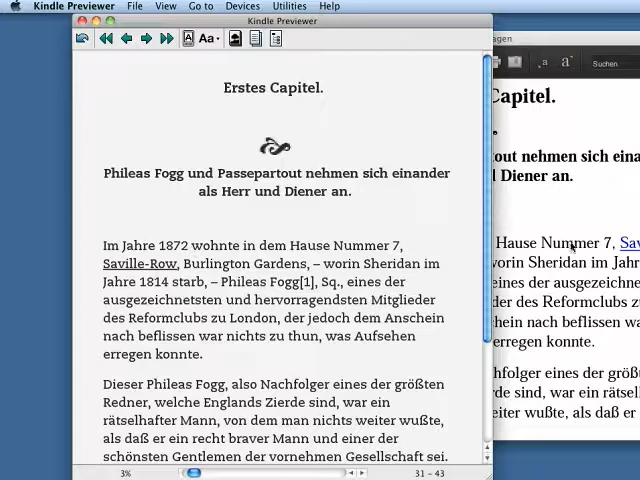 Kindle Previewer File View Go to Devices Utilities Help
Kindle Previewer
A Aa
Erstes Capitel.
Phileas Fogg und Passepartout nehmen sich einander
als Herr und Diener an.
Im Jahre 1872 wohnte in dem Hause Nummer 7,
Saville-Row, Burlington Gardens, – worin Sheridan im
Jahre 1814 starb, – Phileas Fogg[1], Sq., eines der
ausgezeichnetsten und hervorragendsten Mitglieder
des Reformclubs zu London, der jedoch dem Anschein
nach beflissen war nichts zu thun, was Aufsehen
erregen konnte.
Dieser Phileas Fogg, also Nachfolger eines der größten
Redner, welche Englands Zierde sind, war ein
rätselhafter Mann, von dem man nichts weiter wußte,
als daß er ein recht braver Mann und einer der
schönsten Gentlemen der vornehmen Gesellschaft sei.
3% 31 – 43
agen
a a Suchen
Capitel.
tout nehmen sich eina
l Herr und Diener an.
Hause Nummer 7, Sav
worin Sheridan im Jahr
eines der ausgezeichne
der des Reformclubs zu
chein nach beflissen wa
erregen konnte.
hfolger eines der größt
rde sind, war ein rätsel
eiter wußte, als daß er